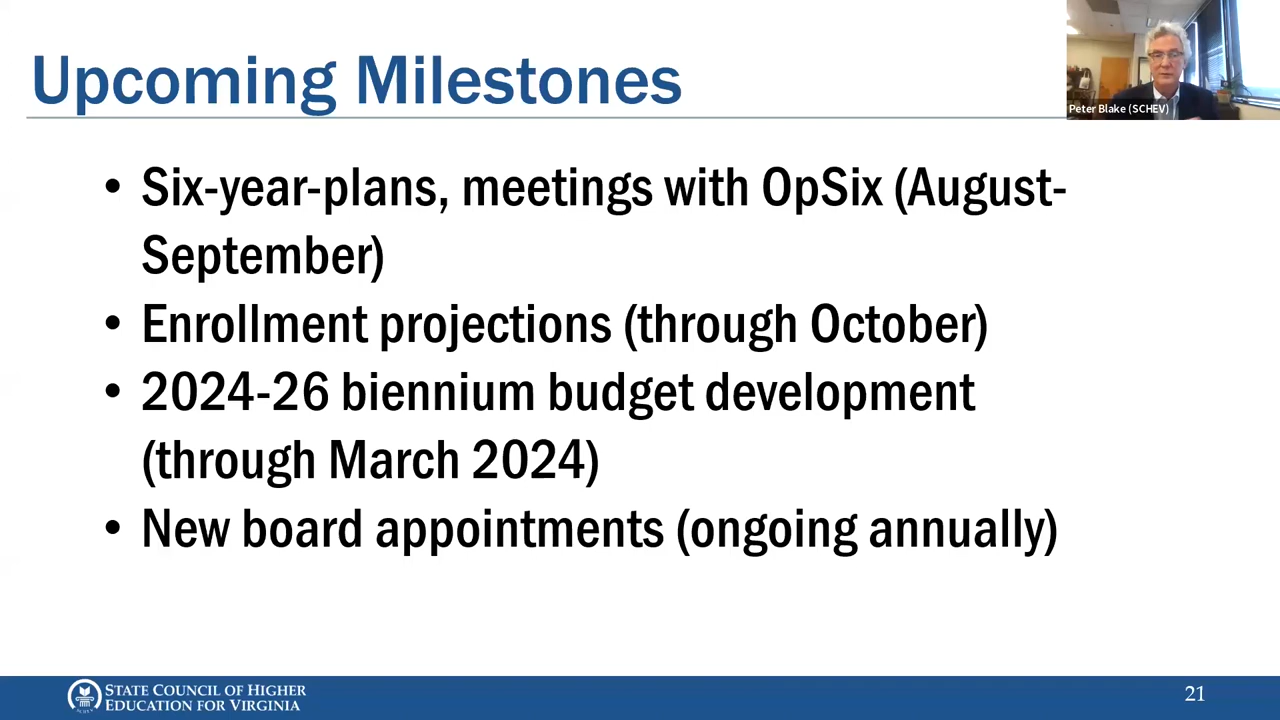 Upcoming Milestones
Peter Blake (SCHEV)
• Six-year-plans, meetings with OpSix (August-
September)
• Enrollment projections (through October)
• 2024-26 biennium budget development
(through March 2024)
• New board appointments (ongoing annually)
STATE COUNCIL OF HIGHER
EDUCATION FOR VIRGINIA
21